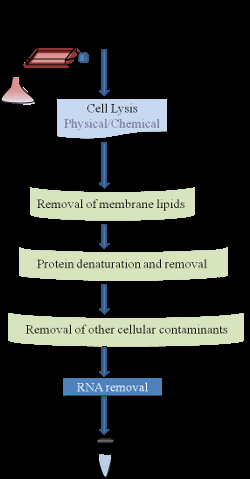 Cell Lysis
Physical/Chemical
Removal of membrane lipids
Protein denaturation and removal
Removal of other cellular contaminants
RNA removal